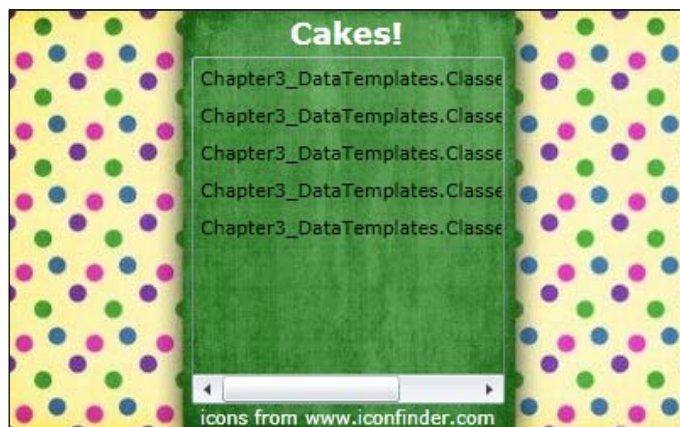 Cakes!
Chapter3_DataTemplates.Classe
Chapter3_DataTemplates.Classe
Chapter3_DataTemplates.Classe
Chapter3_DataTemplates.Classe
Chapter3_DataTemplates.Classe
icons from www.iconfinder.com